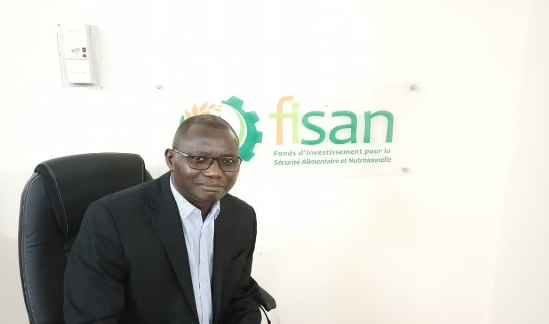 fisan
Fonds d'Investissement pour la
Sécurité Alimentaire et Nutritionnelle